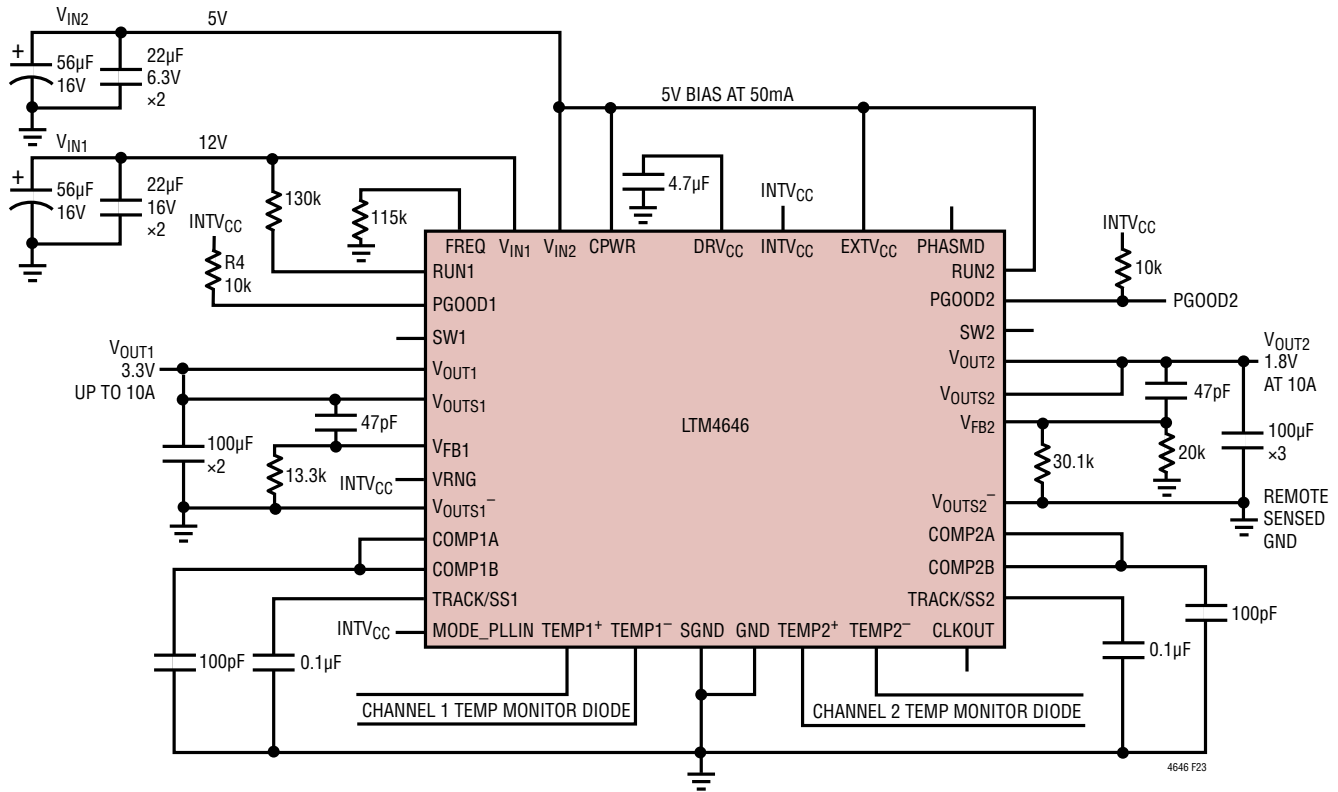 VIN2
5V
+
56µF
16V
22µF
6.3V
×2
5V BIAS AT 50mA
VIN1
12V
+
56µF
16V
22µF
16V
×2
130k
115k
4.7µF
INTVCC
INTVCC
R4
10k
INTVCC
10k
FREQ VIN1 VIN2 CPWR DRVCC INTVCC EXTVCC PHASMD
RUN1
RUN2
PGOOD1
PGOOD2
PGOOD2
SW1
SW2
VOUT1
3.3V
UP TO 10A
VOUT1
VOUT2
VOUT2
1.8V
AT 10A
VOUTS1
VOUTS2
47pF
47pF
VFB1
VFB2
LTM4646
100µF
×2
13.3k
30.1k
20k
100µF
×3
INTVCC
VRNG
VOUTS1–
VOUTS2–
REMOTE
SENSED
GND
COMP1A
COMP2A
COMP1B
COMP2B
TRACK/SS1
TRACK/SS2
INTVCC
MODE_PLLIN TEMP1+ TEMP1– SGND GND TEMP2+ TEMP2– CLKOUT
100pF
0.1µF
0.1µF
100pF
CHANNEL 1 TEMP MONITOR DIODE
CHANNEL 2 TEMP MONITOR DIODE
4646 F23